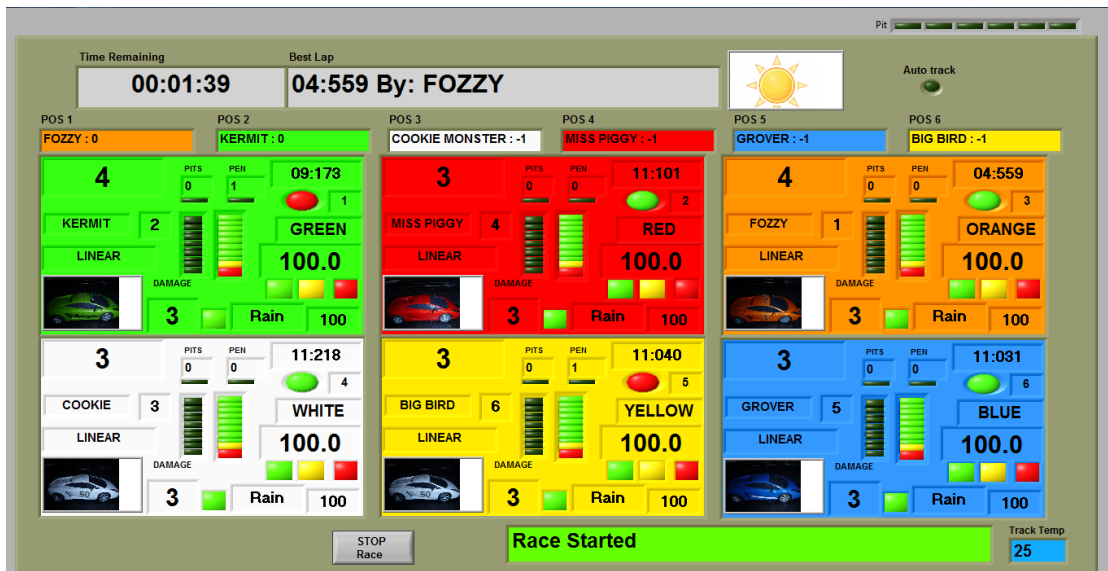 Pit
Time Remaining
Best Lap
00:01:39
04:559 By: FOZZY
Auto track
POS 1
POS 2
POS 3
POS 4
POS 5
POS 6
FOZZY : 0
KERMIT : 0
COOKIE MONSTER : -1
MISS PIGGY : -1
GROVER : -1
BIG BIRD : -1
4
PITS
PEN
09:173
0
1
1
KERMIT
2
GREEN
LINEAR
100.0
DAMAGE
3
Rain
100
3
PITS
PEN
11:101
0
0
2
MISS PIGGY
4
RED
LINEAR
100.0
DAMAGE
3
Rain
100
4
PITS
PEN
04:559
0
0
3
FOZZY
1
ORANGE
LINEAR
100.0
DAMAGE
3
Rain
100
3
PITS
PEN
11:218
0
0
4
COOKIE
3
WHITE
LINEAR
100.0
50
DAMAGE
3
Rain
100
3
PITS
PEN
11:040
0
1
5
BIG BIRD
6
YELLOW
LINEAR
100.0
50
DAMAGE
3
Rain
100
3
PITS
PEN
11:031
0
0
6
GROVER
5
BLUE
LINEAR
100.0
DAMAGE
3
Rain
100
STOP
Race
Race Started
Track Temp
25